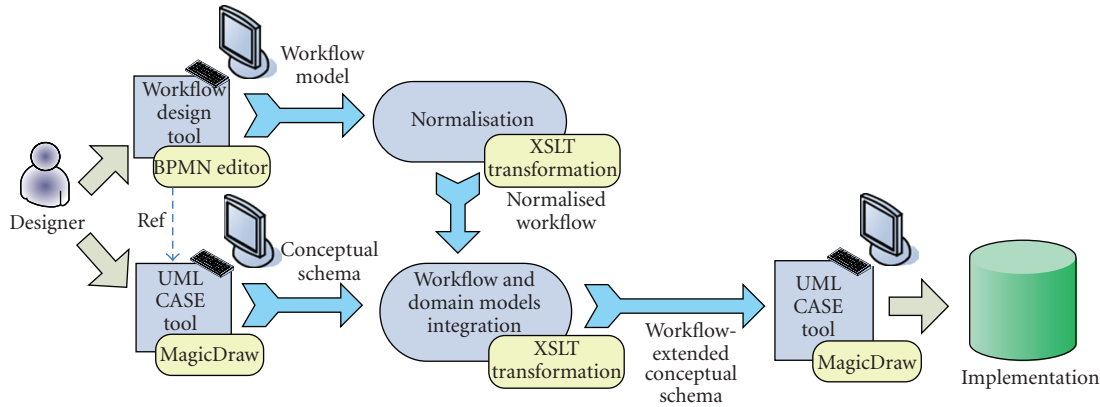 Workflow
model
Workflow
design
tool
BPMN editor
Normalisation
XSLT
transformation
Designer
Ref
Normalised
workflow
Conceptual
schema
UML
CASE
tool
MagicDraw
Workflow and
domain models
integration
XSLT
transformation
Workflow-
extended
conceptual
schema
UML
CASE
tool
MagicDraw
Implementation